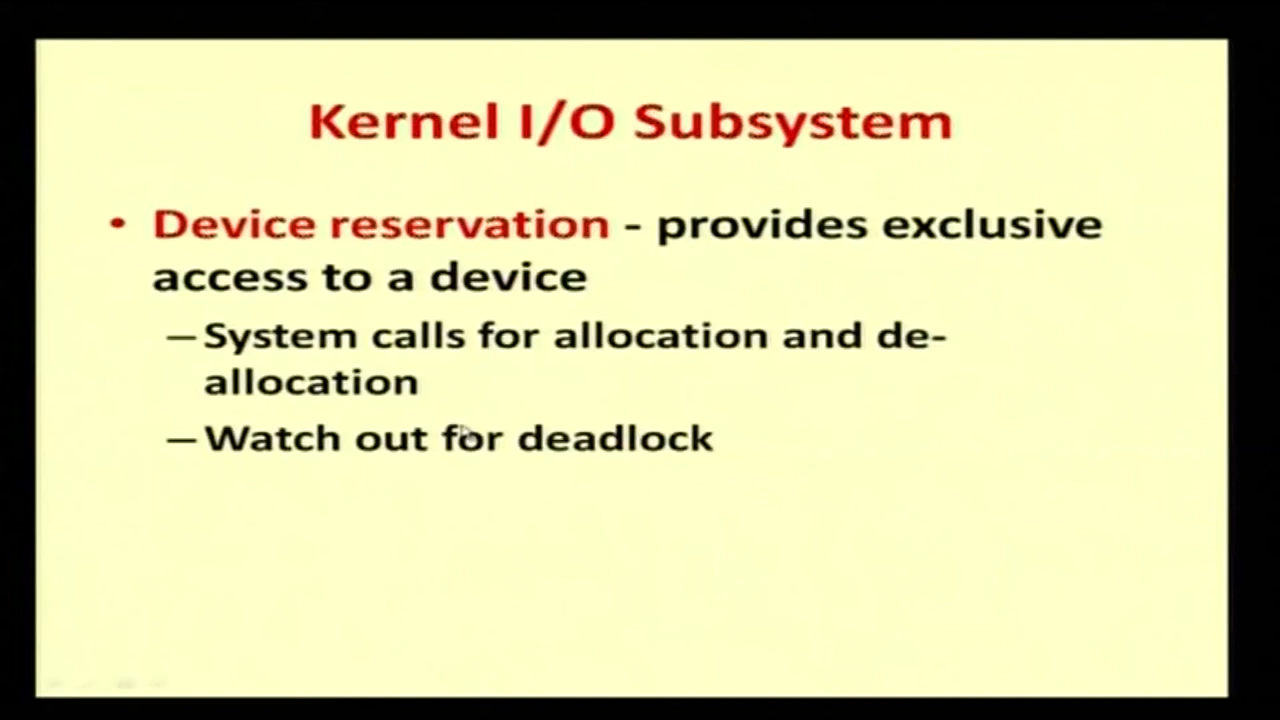 Kernel I/O Subsystem
• Device reservation - provides exclusive
access to a device
– System calls for allocation and de-
allocation
– Watch out for deadlock